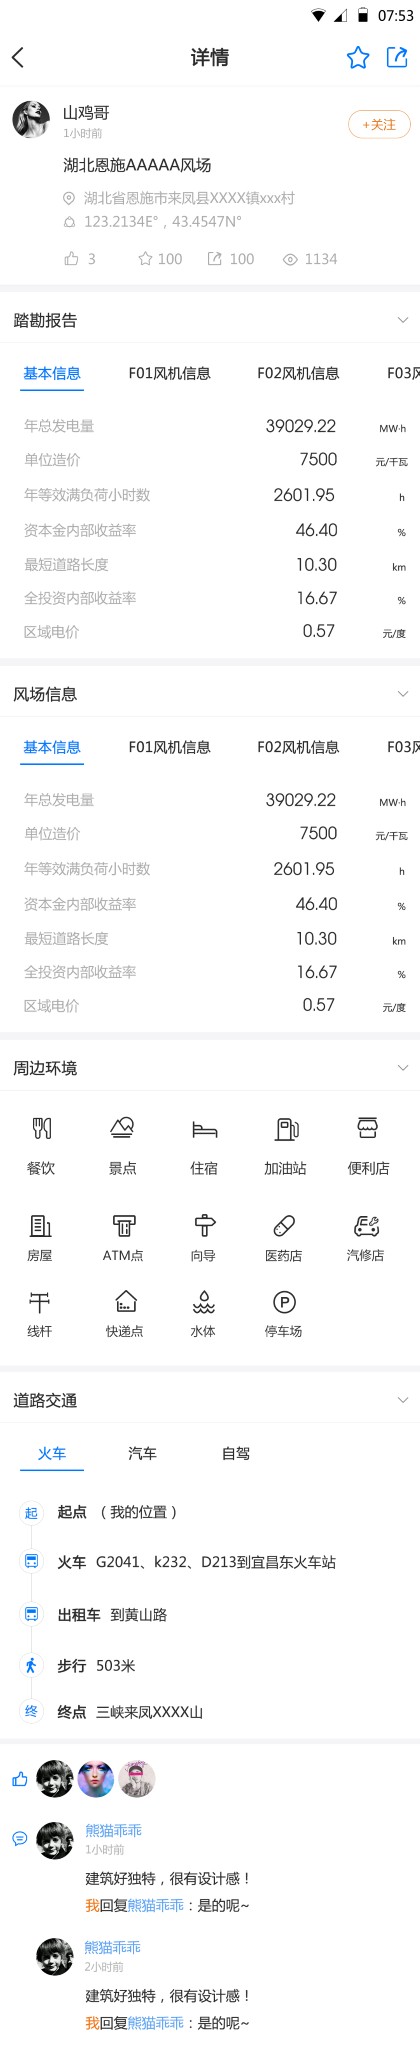 07:53
详情
山鸡哥
1小时前
+关注
湖北恩施AAAAA风场
湖北省恩施市来凤县XXXX镇xxx村
123.2134E°，43.4547N°
3 100 100 1134
踏勘报告
基本信息 F01风机信息 F02风机信息 F03风
年总发电量 39029.22 MW·h
单位造价 7500 元/千瓦
年等效满负荷小时数 2601.95 h
资本金内部收益率 46.40 %
最短道路长度 10.30 km
全投资内部收益率 16.67 %
区域电价 0.57 元/度
风场信息
基本信息 F01风机信息 F02风机信息 F03风
年总发电量 39029.22 MW·h
单位造价 7500 元/千瓦
年等效满负荷小时数 2601.95 h
资本金内部收益率 46.40 %
最短道路长度 10.30 km
全投资内部收益率 16.67 %
区域电价 0.57 元/度
周边环境
餐饮 景点 住宿 加油站 便利店
房屋 ATM点 向导 医药店 汽修店
P
线杆 快递点 水体 停车场
道路交通
火车 汽车 自驾
起 起点 （我的位置）
火车 G2041、k232、D213到宜昌东火车站
出租车 到黄山路
步行 503米
终 终点 三峡来凤XXXX山
熊猫乖乖
1小时前
建筑好独特，很有设计感！
我回复熊猫乖乖：是的呢~
熊猫乖乖
2小时前
建筑好独特，很有设计感！
我回复熊猫乖乖：是的呢~